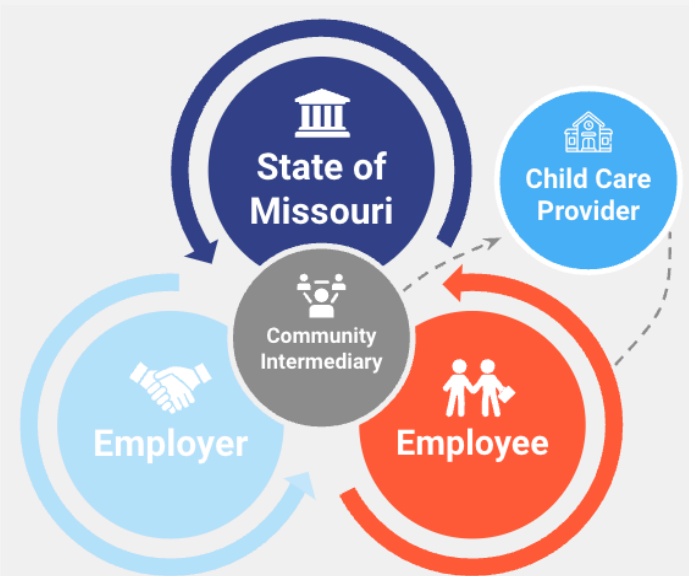 State of
Missouri
Child Care
Provider
Community
Intermediary
Employer
Employee